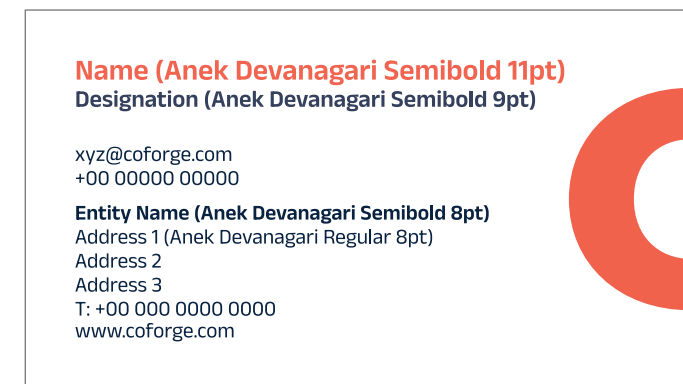 Name (Anek Devanagari Semibold 11pt)
Designation (Anek Devanagari Semibold 9pt)
xyz@coforge.com
+00 00000 00000
Entity Name (Anek Devanagari Semibold 8pt)
Address 1 (Anek Devanagari Regular 8pt)
Address 2
Address 3
T: +00 000 0000 0000
www.coforge.com